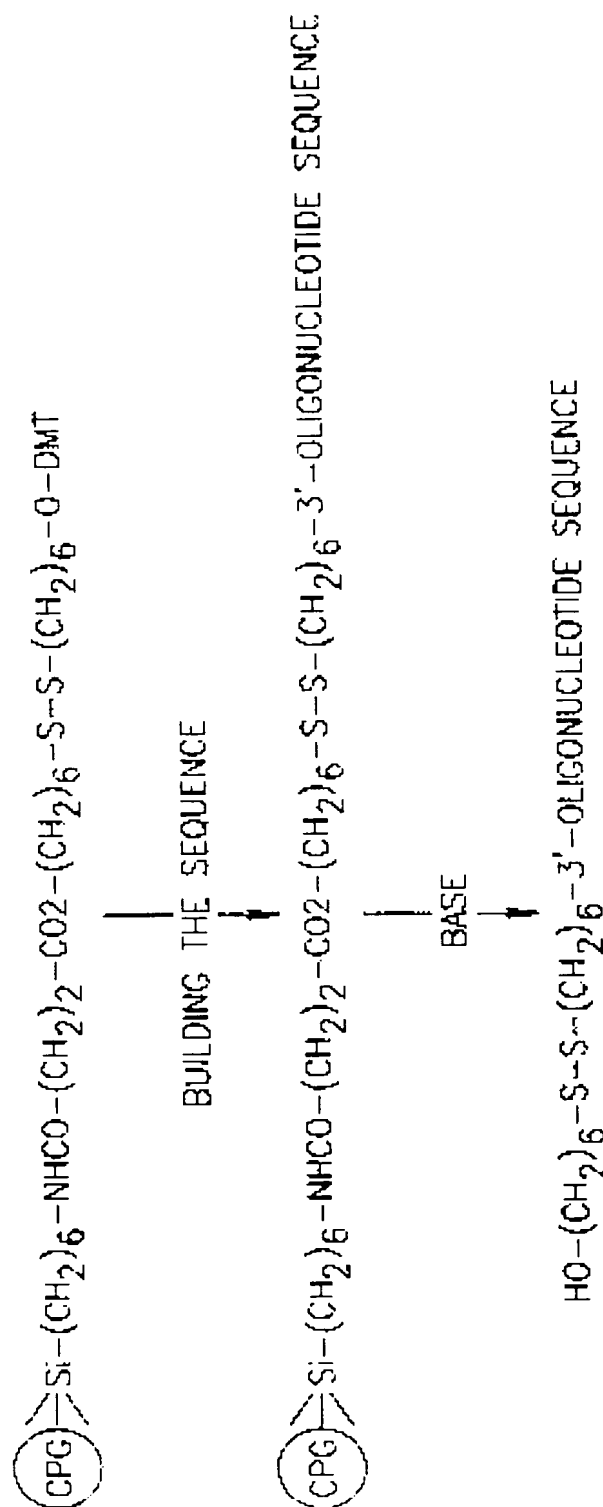 CPG Si-(CH2)6-NHCO-(CH2)2-CO2-(CH2)6-S-S-(CH2)6-O-DMT
BUILDING THE SEQUENCE
CPG Si-(CH2)6-NHCO-(CH2)2-CO2-(CH2)6-S-S-(CH2)6-3'-OLIGONUCLEOTIDE SEQUENCE
BASE
HO-(CH2)6-S-S-(CH2)6-3'-OLIGONUCLEOTIDE SEQUENCE